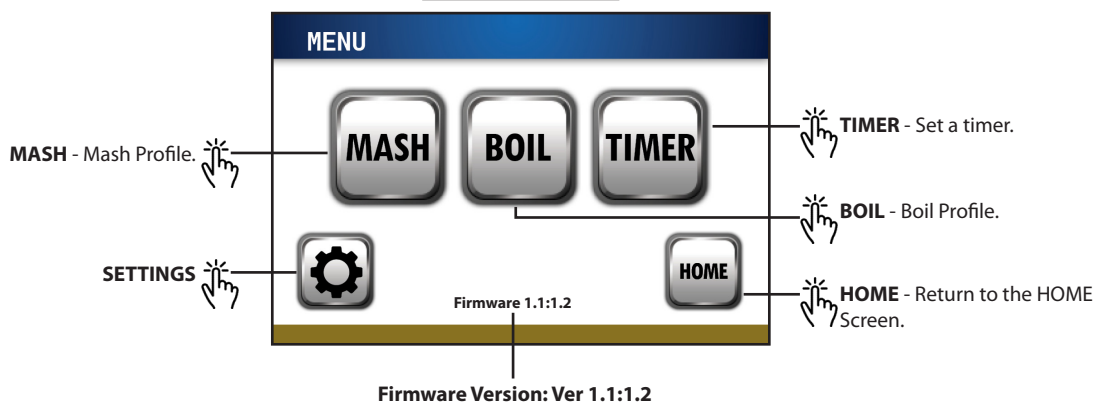 MENU
MASH
BOIL
TIMER
TIMER - Set a timer.
MASH - Mash Profile.
BOIL - Boil Profile.
SETTINGS
HOME
HOME - Return to the HOME
Screen.
Firmware 1.1:1.2
Firmware Version: Ver 1.1:1.2